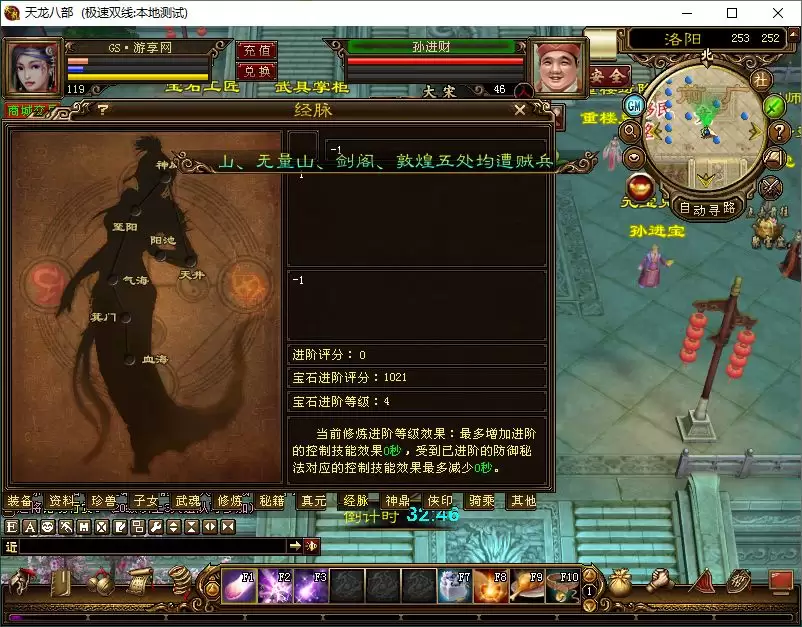 天龙八部 (极速双线:本地测试)
GS·游享网
119
充值
兑换
孙进财
大宋
46
安全
洛阳 253 252
北
社
GM
自动寻路
宝石工匠
武具掌柜
商城交
?
经脉
山、无量山、剑阁、敦煌五处均遭贼兵
-1
至阳
阳池
天井
气海
箕门
血海
-1
进阶评分：0
宝石进阶评分：1021
宝石进阶等级：4
当前修炼进阶等级效果：最多增加进阶
的控制技能效果0秒，受到已进阶的防御秘
法对应的控制技能效果最多减少0秒。
孙进宝
装备 资料 珍兽 子女 武魂 修炼 秘籍 真元 经脉 神鼎 侠印 骑乘 其他
倒计时 32:46
近
F1 F2 F3 F7 F8 F9 F10
1